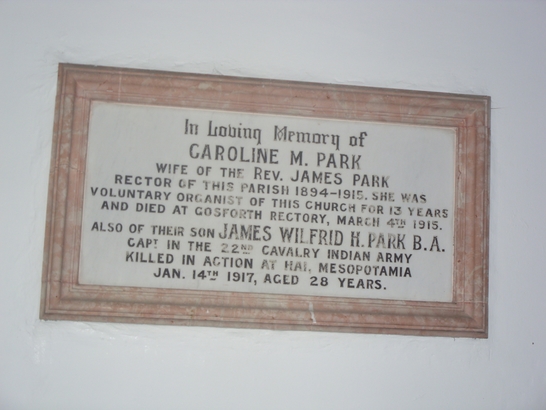 In Loving Memory of
CAROLINE M. PARK
WIFE OF THE REV. JAMES PARK
RECTOR OF THIS PARISH 1894-1915. SHE WAS
VOLUNTARY ORGANIST OF THIS CHURCH FOR 13 YEARS
AND DIED AT GOSFORTH RECTORY, MARCH 4TH 1915.
ALSO OF THEIR SON JAMES WILFRID H. PARK B.A.
CAPT IN THE 22ND CAVALRY INDIAN ARMY
KILLED IN ACTION AT HAI, MESOPOTAMIA
JAN. 14TH 1917, AGED 28 YEARS.